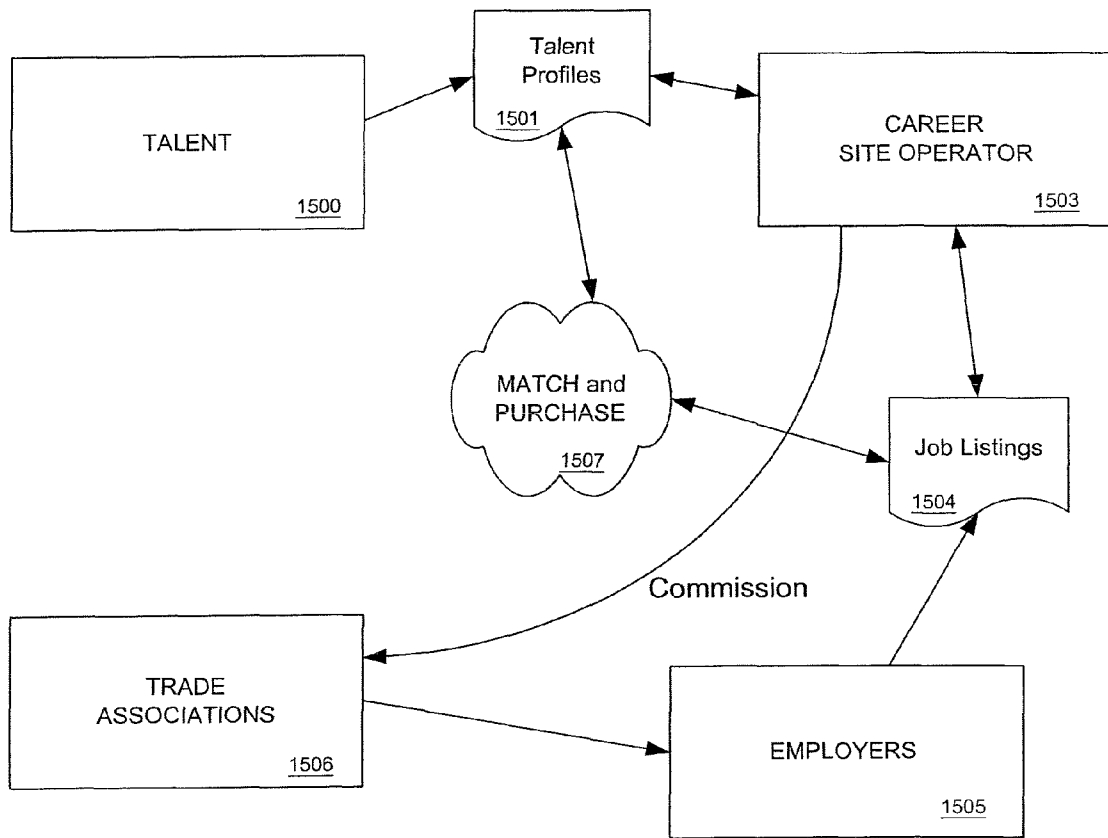 Talent
Profiles
1501
TALENT
1500
CAREER
SITE OPERATOR
1503
MATCH and
PURCHASE
1507
Job Listings
1504
Commission
TRADE
ASSOCIATIONS
1506
EMPLOYERS
1505